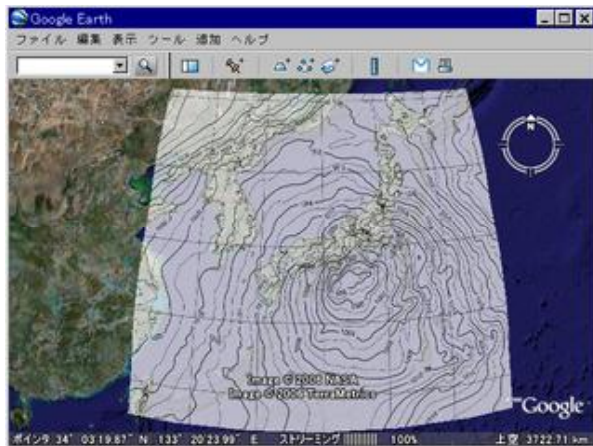 Google Earth
ファイル 編集 表示 ツール 追加 ヘルプ
N
Image © 2006 NASA
Image © 2006 TerraMetrics
Google
ポインタ 34° 03'19.87" N 133° 20'23.99" E ストリーミング 100% 上空 3722.71 km